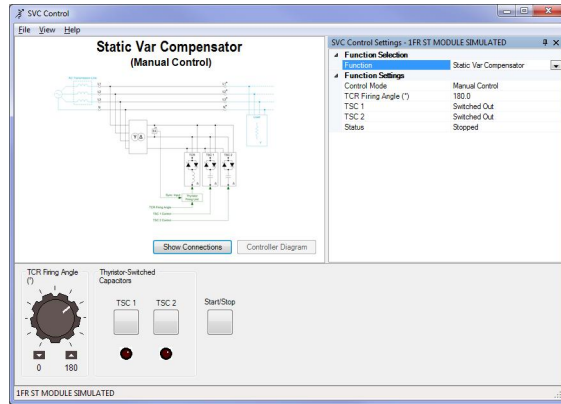 SVC Control
File View Help
Static Var Compensator
(Manual Control)
Show Connections
Controller Diagram
SVC Control Settings - 1FR ST MODULE SIMULATED
Function Selection
Function Static Var Compensator
Function Settings
Control Mode Manual Control
TCR Firing Angle (°) 180.0
TSC 1 Switched Out
TSC 2 Switched Out
Status Stopped
TCR Firing Angle
(°)
0 180
Thyristor-Switched
Capacitors
TSC 1 TSC 2
Start/Stop
1FR ST MODULE SIMULATED